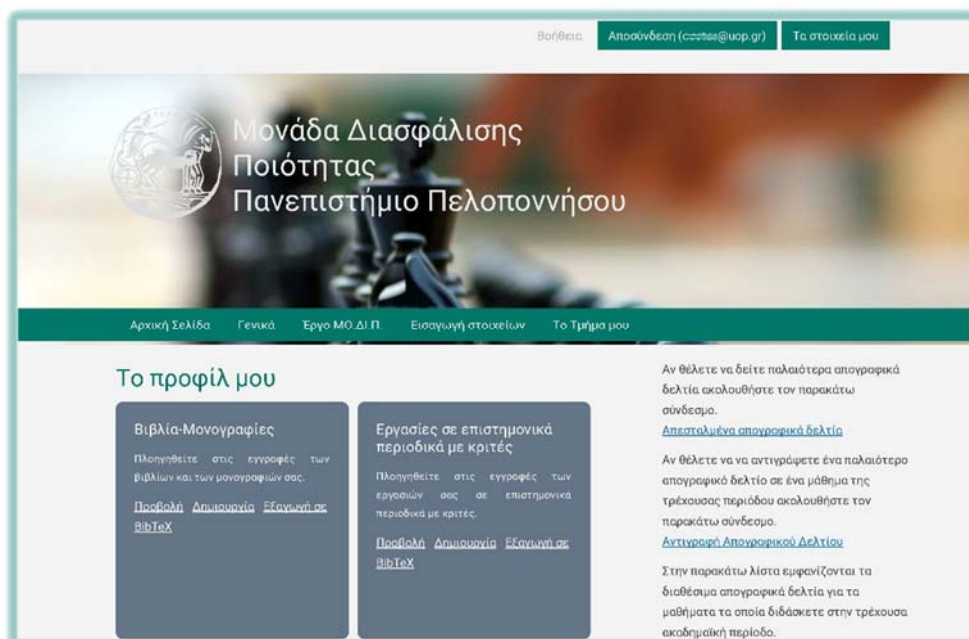 Βοήθεια Αποσύνδεση (costas@uop.gr) Τα στοιχεία μου
Μονάδα Διασφάλισης
Ποιότητας
Πανεπιστήμιο Πελοποννήσου
Αρχική Σελίδα Γενικά Έργο ΜΟ.ΔΙ.Π. Εισαγωγή στοιχείων Το Τμήμα μου
Το προφίλ μου
Βιβλία-Μονογραφίες
Πλοηγηθείτε στις εγγραφές των
βιβλίων και των μονογραφιών σας.
Προβολή Δημιουργία Εξαγωγή σε
BibTeX
Εργασίες σε επιστημονικά
περιοδικά με κριτές
Πλοηγηθείτε στις εγγραφές των
εργασιών σας σε επιστημονικά
περιοδικά με κριτές.
Προβολή Δημιουργία Εξαγωγή σε
BibTeX
Αν θέλετε να δείτε παλαιότερα απογραφικά
δελτία ακολουθήστε τον παρακάτω
σύνδεσμο.
Απεσταλμένα απογραφικά δελτία
Αν θέλετε να να αντιγράψετε ένα παλαιότερο
απογραφικό δελτίο σε ένα μάθημα της
τρέχουσας περιόδου ακολουθήστε τον
παρακάτω σύνδεσμο.
Αντιγραφή Απογραφικού Δελτίου
Στην παρακάτω λίστα εμφανίζονται τα
διαθέσιμα απογραφικά δελτία για τα
μαθήματα τα οποία διδάσκετε στην τρέχουσα
ακαδημαϊκή περίοδο.